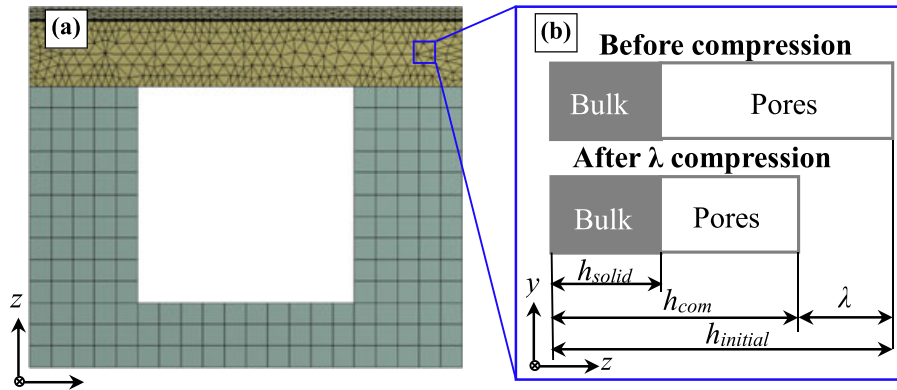 (a)
z
(b)
Before compression
Bulk Pores
After λ compression
Bulk Pores
y
h_solid
h_com λ
h_initial
z